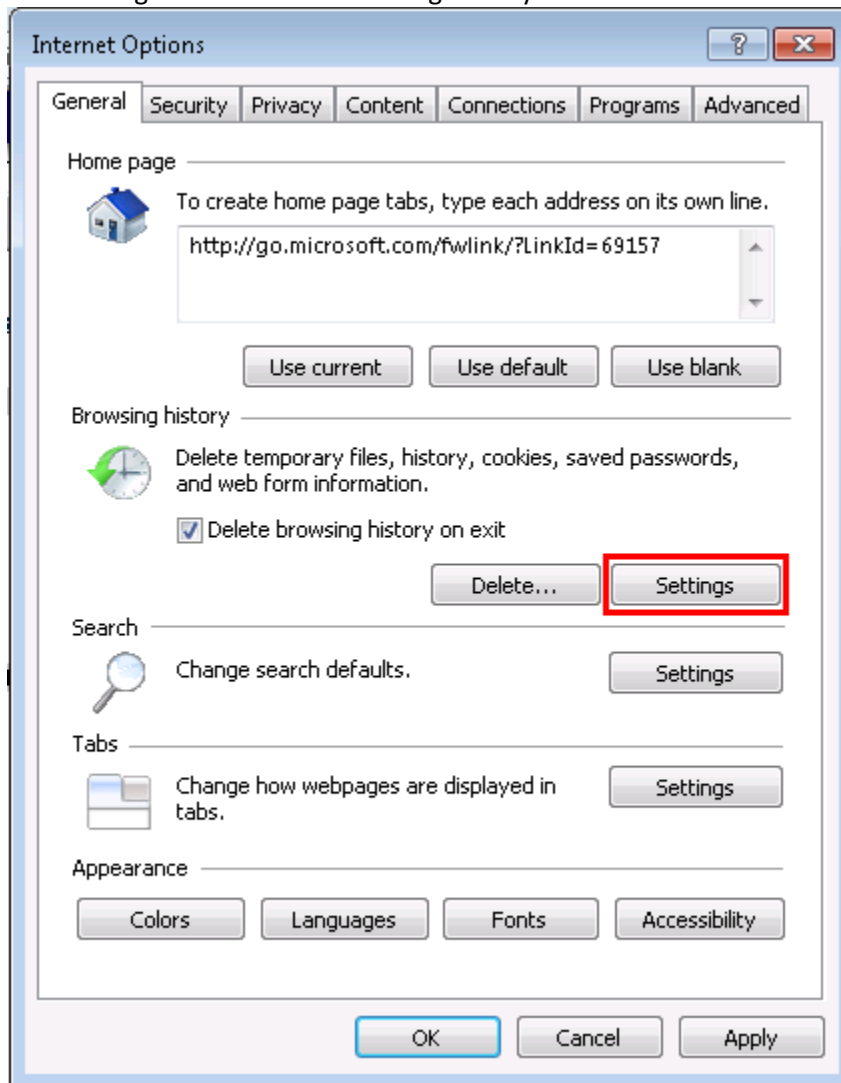 Internet Options
General Security Privacy Content Connections Programs Advanced
Home page
To create home page tabs, type each address on its own line.
http://go.microsoft.com/fwlink/?LinkId=69157
Use current Use default Use blank
Browsing history
Delete temporary files, history, cookies, saved passwords,
and web form information.
Delete browsing history on exit
Delete... Settings
Search
Change search defaults. Settings
Tabs
Change how webpages are displayed in
tabs.
Settings
Appearance
Colors Languages Fonts Accessibility
OK Cancel Apply